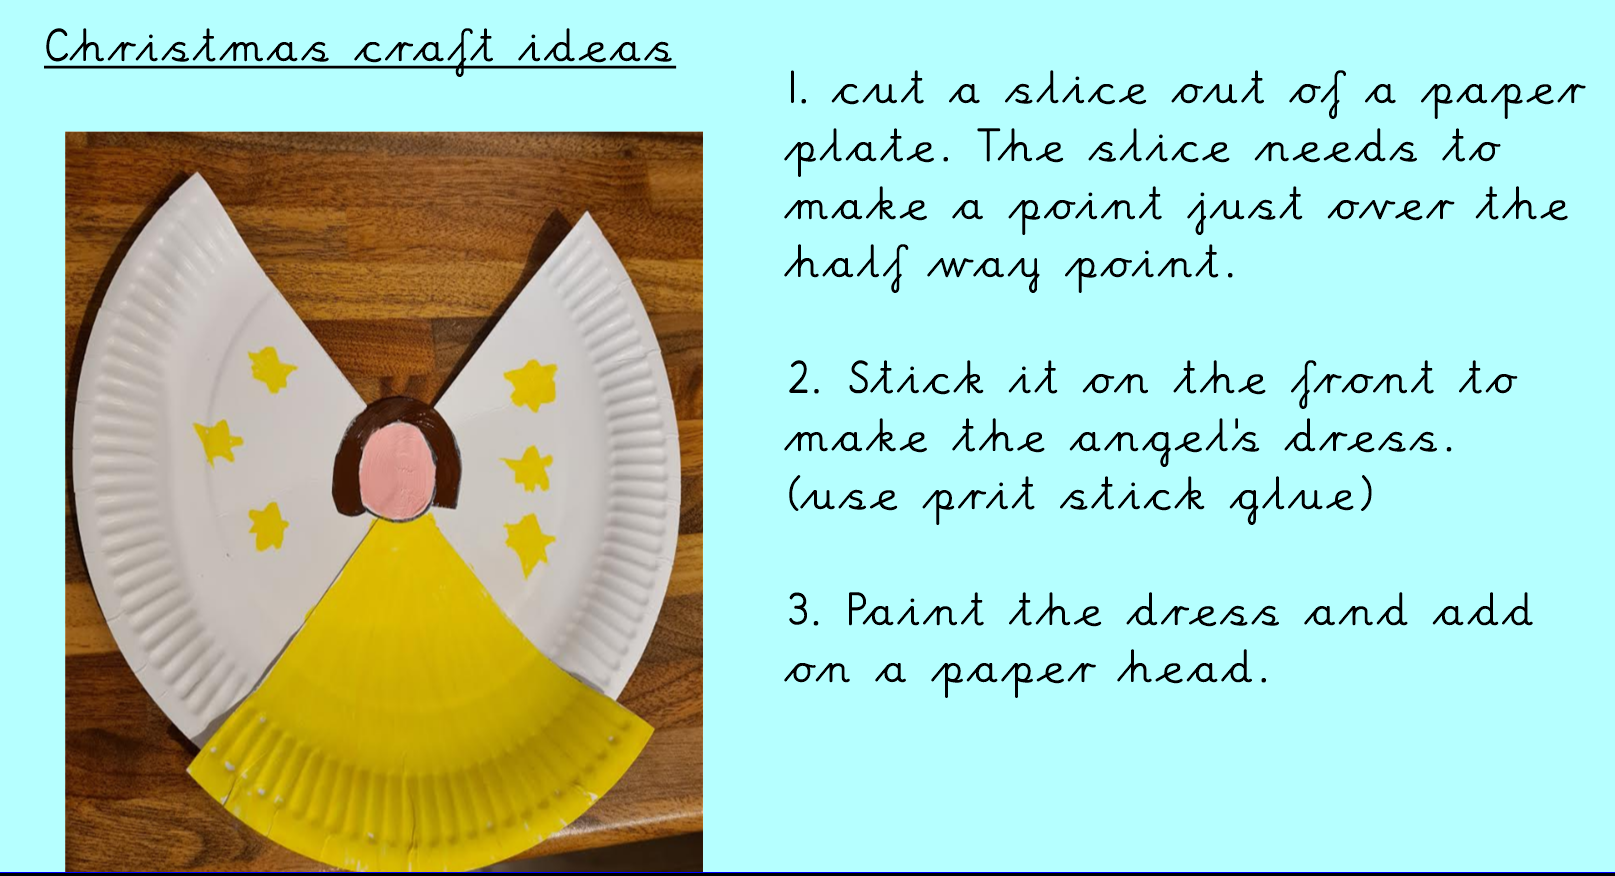 Christmas craft ideas
1. cut a slice out of a paper
plate. The slice needs to
make a point just over the
half way point.
2. Stick it on the front to
make the angel's dress.
(use prit stick glue)
3. Paint the dress and add
on a paper head.